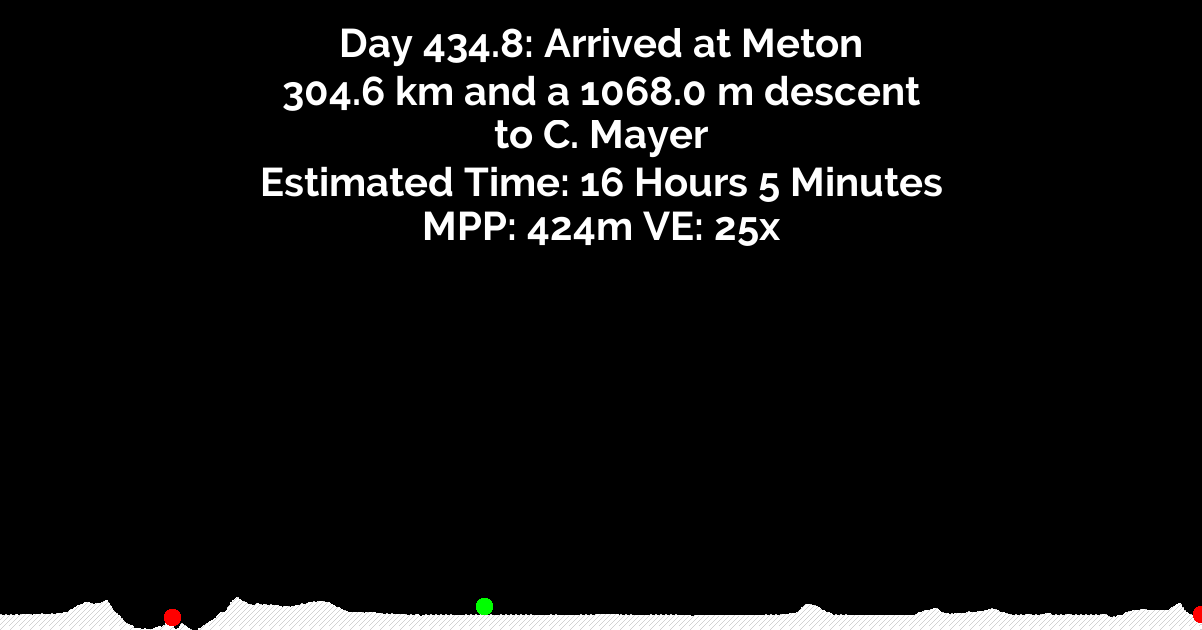 Day 434.8: Arrived at Meton
304.6 km and a 1068.0 m descent
to C. Mayer
Estimated Time: 16 Hours 5 Minutes
MPP: 424m VE: 25x